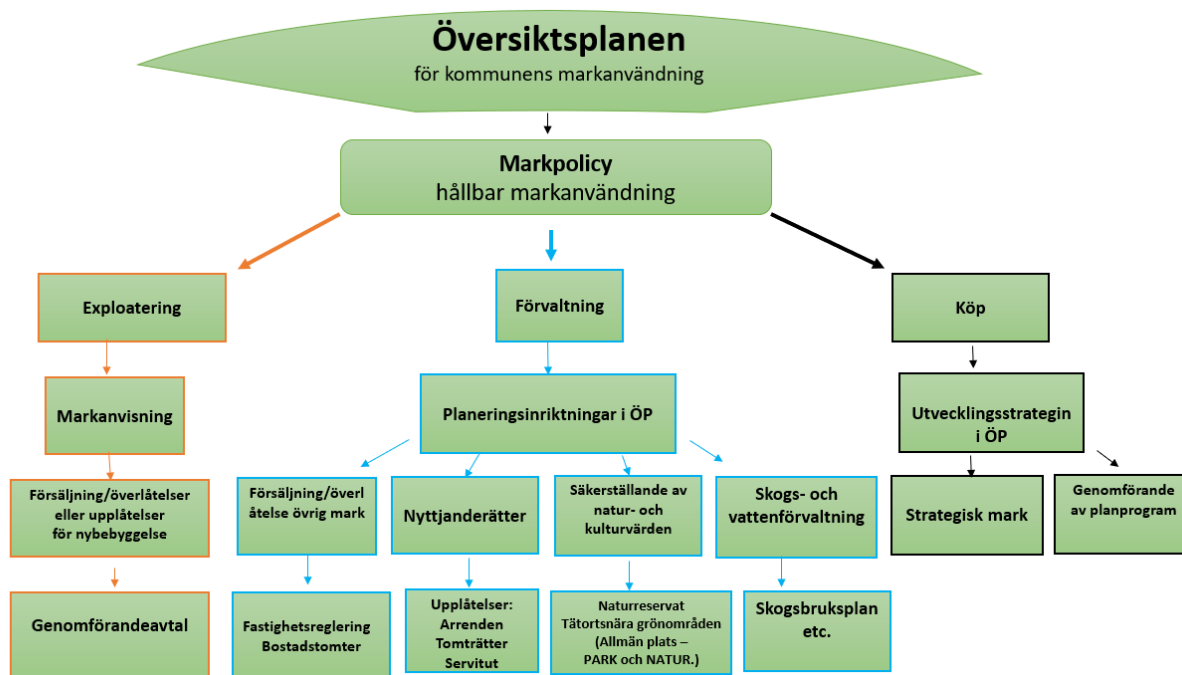 Översiktsplanen
för kommunens markanvändning
Markpolicy
hållbar markanvändning
Exploatering
Förvaltning
Köp
Markanvisning
Planeringsinriktningar i ÖP
Utvecklingsstrategin
i ÖP
Försäljning/överlåtelser
eller upplåtelser
för nybebyggelse
Försäljning/överl
åtelse övrig mark
Nyttjanderätter
Säkerställande av
natur- och
kulturvärden
Skogs- och
vattenförvaltning
Strategisk mark
Genomförande
av planprogram
Genomförandeavtal
Fastighetsreglering
Bostadstomter
Upplåtelser:
Arrenden
Tomträtter
Servitut
Naturreservat
Tätortsnära grönområden
(Allmän plats –
PARK och NATUR.)
Skogsbruksplan
etc.